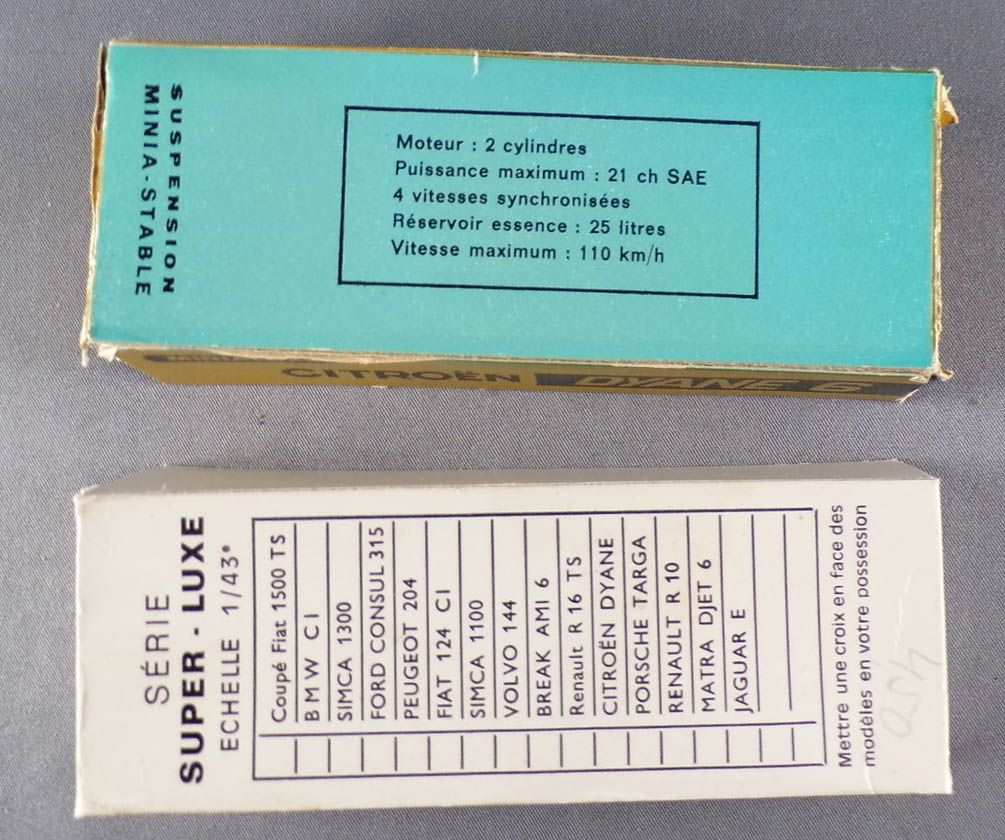 SUSPENSION
MINIA-STABLE
Moteur : 2 cylindres
Puissance maximum : 21 ch SAE
4 vitesses synchronisées
Réservoir essence : 25 litres
Vitesse maximum : 110 km/h
CITROËN DYANE 6
SÉRIE
SUPER-LUXE
ECHELLE 1/43e
Coupé Fiat 1500 TS
BMW CI
SIMCA 1300
FORD CONSUL 315
PEUGEOT 204
FIAT 124 CI
SIMCA 1100
VOLVO 144
BREAK AMI 6
Renault R 16 TS
CITROËN DYANE
PORSCHE TARGA
RENAULT R 10
MATRA DJET 6
JAGUAR E
Mettre une croix en face des
modèles en votre possession